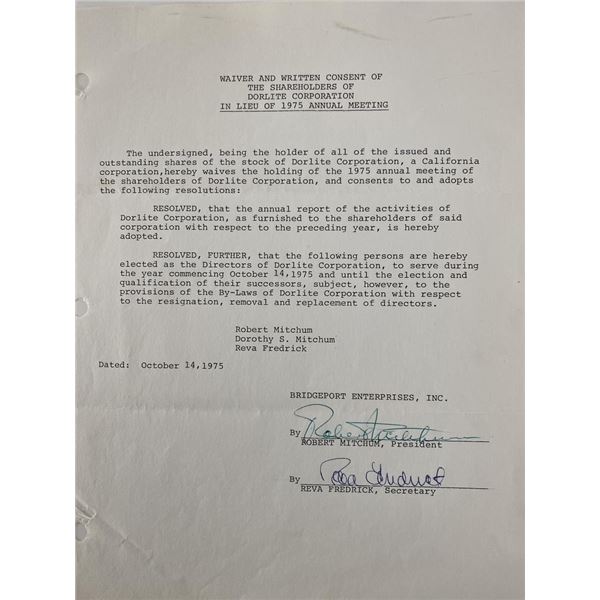 WAIVER AND WRITTEN CONSENT OF
THE SHAREHOLDERS OF
DORLITE CORPORATION
IN LIEU OF 1975 ANNUAL MEETING
The undersigned, being the holder of all of the issued and
outstanding shares of the stock of Dorlite Corporation, a California
corporation,hereby waives the holding of the 1975 annual meeting of
the shareholders of Dorlite Corporation, and consents to and adopts
the following resolutions:
RESOLVED, that the annual report of the activities of
Dorlite Corporation, as furnished to the shareholders of said
corporation with respect to the preceding year, is hereby
adopted.
RESOLVED, FURTHER, that the following persons are hereby
elected as the Directors of Dorlite Corporation, to serve during
the year commencing October 14,1975 and until the election and
qualification of their successors, subject, however, to the
provisions of the By-Laws of Dorlite Corporation with respect
to the resignation, removal and replacement of directors.
Robert Mitchum
Dorothy S. Mitchum
Reva Fredrick
Dated: October 14,1975
BRIDGEPORT ENTERPRISES, INC.
By Robert Mitchum
ROBERT MITCHUM, President
By Reva Fredrick
REVA FREDRICK, Secretary